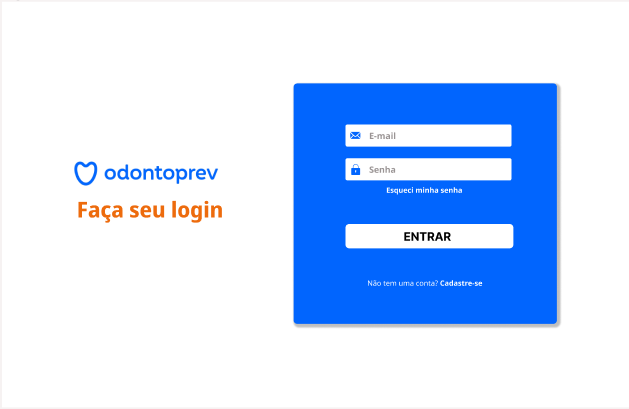 odontoprev
Faça seu login
E-mail
Senha
Esqueci minha senha
ENTRAR
Não tem uma conta? Cadastre-se